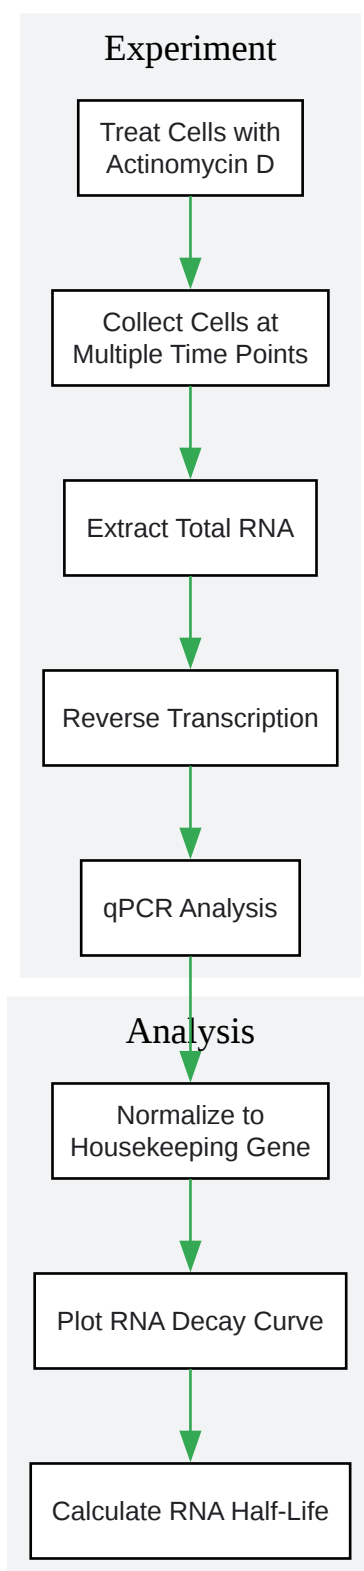 Experiment
Treat Cells with
Actinomycin D
Collect Cells at
Multiple Time Points
Extract Total RNA
Reverse Transcription
qPCR Analysis
Analysis
Normalize to
Housekeeping Gene
Plot RNA Decay Curve
Calculate RNA Half-Life